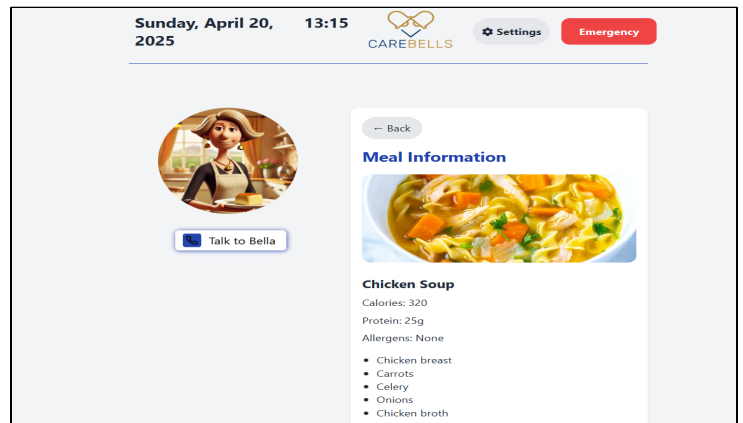 Sunday, April 20,
2025
13:15
CAREBELLS
Settings
Emergency
Talk to Bella
← Back
Meal Information
Chicken Soup
Calories: 320
Protein: 25g
Allergens: None
• Chicken breast
• Carrots
• Celery
• Onions
• Chicken broth